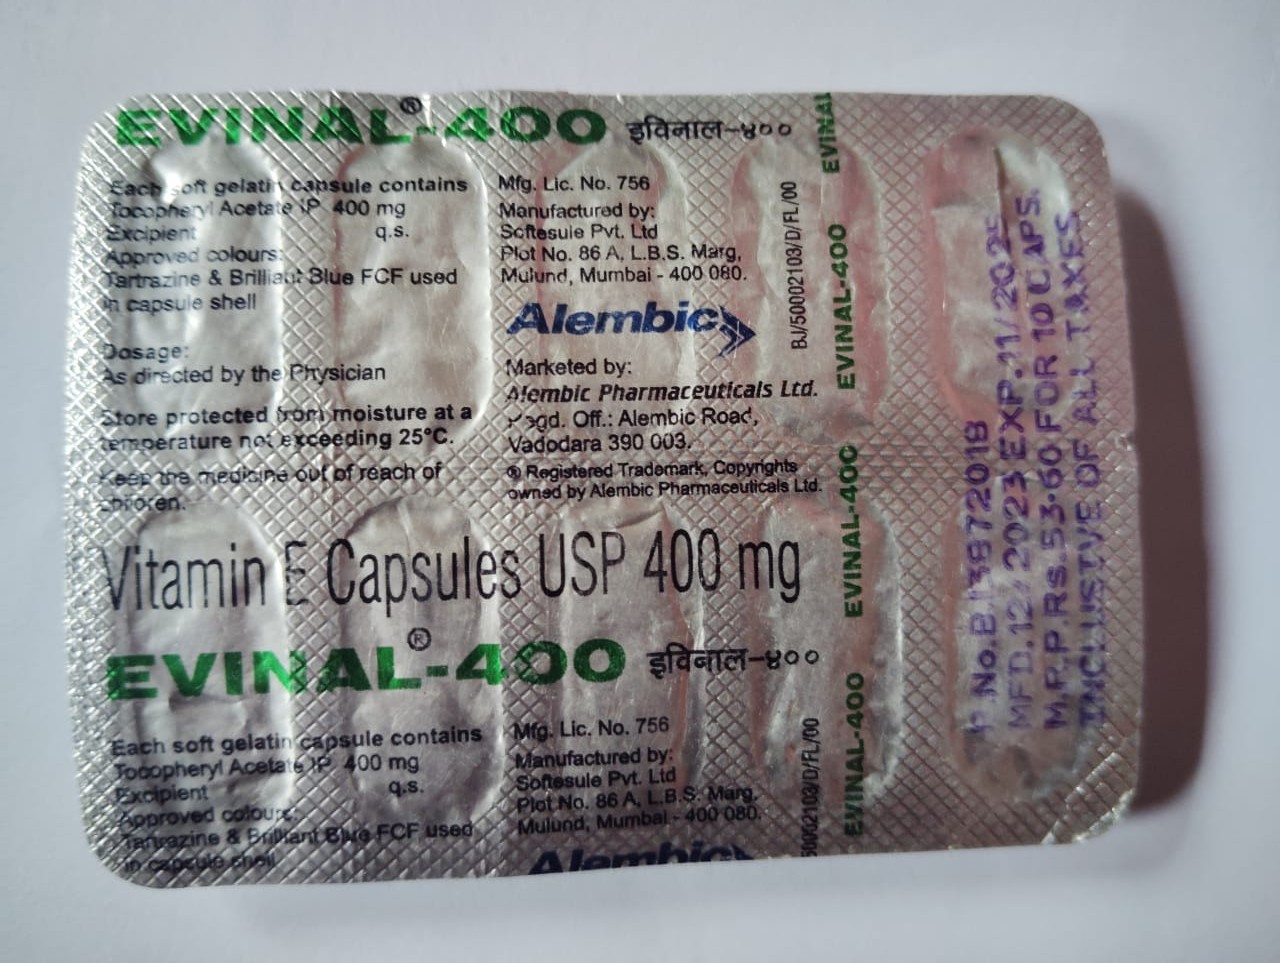 EVINAL®-400 इविनाल-४००
Each soft gelatin capsule contains
Tocopheryl Acetate IP 400 mg
Excipient q.s.
Approved colours:
Tartrazine & Brilliant Blue FCF used
in capsule shell
Dosage:
As directed by the Physician
Store protected from moisture at a
temperature not exceeding 25°C.
Keep the medicine out of reach of
children.
Mfg. Lic. No. 756
Manufactured by:
Softesule Pvt. Ltd
Plot No. 86 A, L.B.S. Marg,
Mulund, Mumbai - 400 080.
Alembic
Marketed by:
Alembic Pharmaceuticals Ltd.
Regd. Off.: Alembic Road,
Vadodara 390 003.
® Registered Trademark, Copyrights
owned by Alembic Pharmaceuticals Ltd.
BJ/50002103/D/FL/00
Vitamin E Capsules USP 400 mg
EVINAL®-400 इविनाल-४००
Each soft gelatin capsule contains
Tocopheryl Acetate IP 400 mg
Excipient q.s.
Approved colours:
Tartrazine & Brilliant Blue FCF used
in capsule shell
Mfg. Lic. No. 756
Manufactured by:
Softesule Pvt. Ltd
Plot No. 86 A, L.B.S. Marg,
Mulund, Mumbai - 400 080.
Alembic
50002103/D/FL/00
EVINAL-400 EVINAL-400 EVINAL-400 EVINAL
MFD.12/2023 EXP.11/2025
M.R.P.RS.53.60 FOR 10 CAPS.
INCLUSIVE OF ALL TAXES